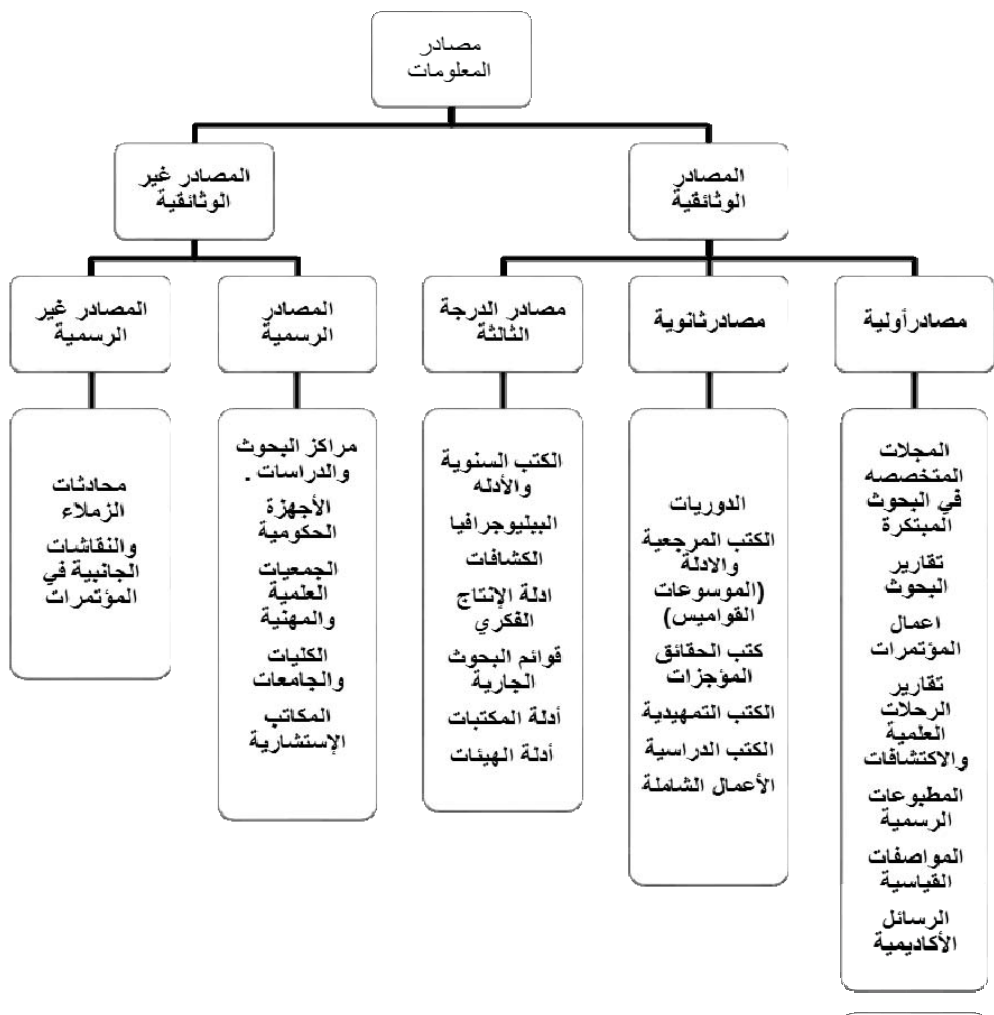 مصادر
المعلومات
المصادر
الوثائقية
المصادر غير
الوثائقية
مصادرأولية
مصادرثانوية
مصادر الدرجة
الثالثة
المصادر
الرسمية
المصادر غير
الرسمية
المجلات
المتخصصه
في البحوث
المبتكرة
تقارير
البحوث
اعمال
المؤتمرات
تقارير
الرحلات
العلمية
والاكتشافات
المطبوعات
الرسمية
المواصفات
القياسية
الرسائل
الأكاديمية
الدوريات
الكتب المرجعية
والادلة
(الموسوعات
القواميس)
كتب الحقائق
المؤجزات
الكتب التمهيدية
الكتب الدراسية
الأعمال الشاملة
الكتب السنوية
والأدله
الببليوجرافيا
الكشافات
ادلة الإنتاج
الفكري
قوائم البحوث
الجارية
أدلة المكتبات
أدلة الهيئات
مراكز البحوث
والدراسات .
الأجهزة
الحكومية
الجمعيات
العلمية
والمهنية
الكليات
والجامعات
المكاتب
الإستشارية
محادثات
الزملاء
والنقاشات
الجانبية في
المؤتمرات